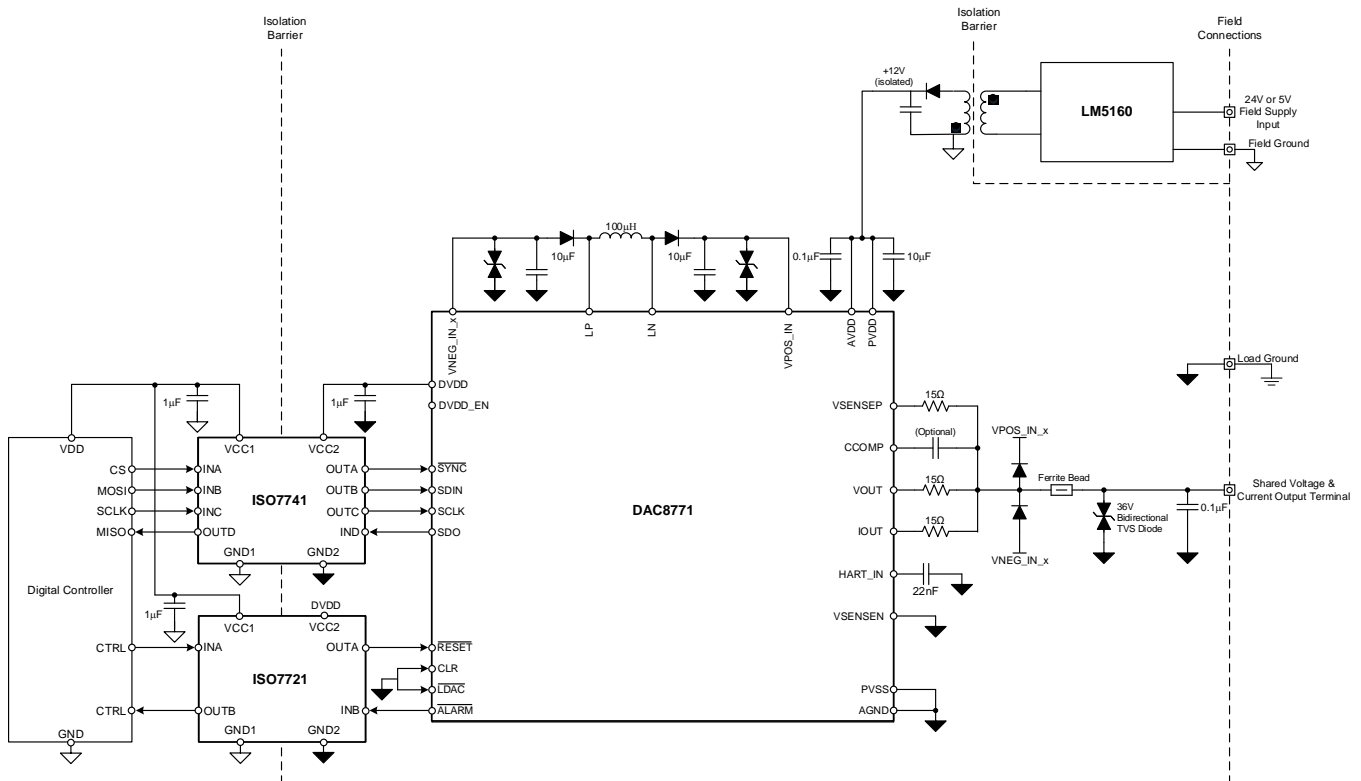 Isolation
Barrier
Isolation
Barrier
Field
Connections
+12V
(isolated)
LM5160
24V or 5V
Field Supply
Input
Field Ground
100µH
10µF
10µF
0.1µF
10µF
VNEG_IN_x
LP
LN
VPOS_IN
AVDD
PVDD
Load Ground
1µF
1µF
DVDD
DVDD_EN
VDD
VCC1
VCC2
CS
MOSI
SCLK
MISO
INA
INB
INC
OUTD
ISO7741
OUTA
OUTB
OUTC
IND
SYNC
SDIN
SCLK
SDO
GND1
GND2
DAC8771
VSENSEP
CCOMP
VOUT
IOUT
HART_IN
VSENSEN
PVSS
AGND
15Ω
(Optional)
15Ω
15Ω
22nF
VPOS_IN_x
VNEG_IN_x
Ferrite Bead
36V
Bidirectional
TVS Diode
0.1µF
Shared Voltage &
Current Output Terminal
Digital Controller
1µF
VCC1
DVDD
VCC2
CTRL
INA
OUTA
RESET
CLR
LDAC
ALARM
ISO7721
CTRL
OUTB
INB
GND1
GND2
GND